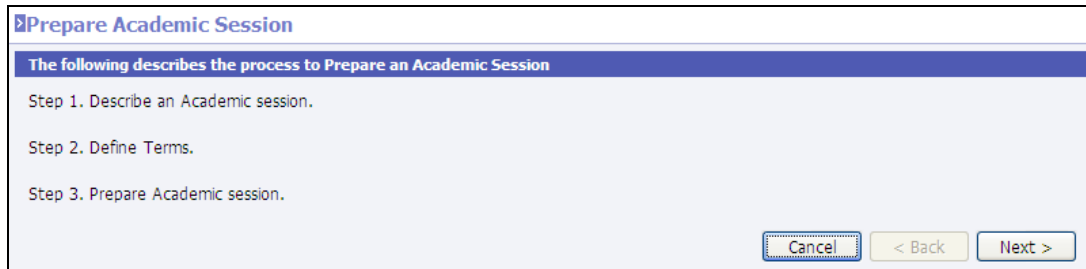 Prepare Academic Session
The following describes the process to Prepare an Academic Session
Step 1. Describe an Academic session.
Step 2. Define Terms.
Step 3. Prepare Academic session.
Cancel < Back Next >